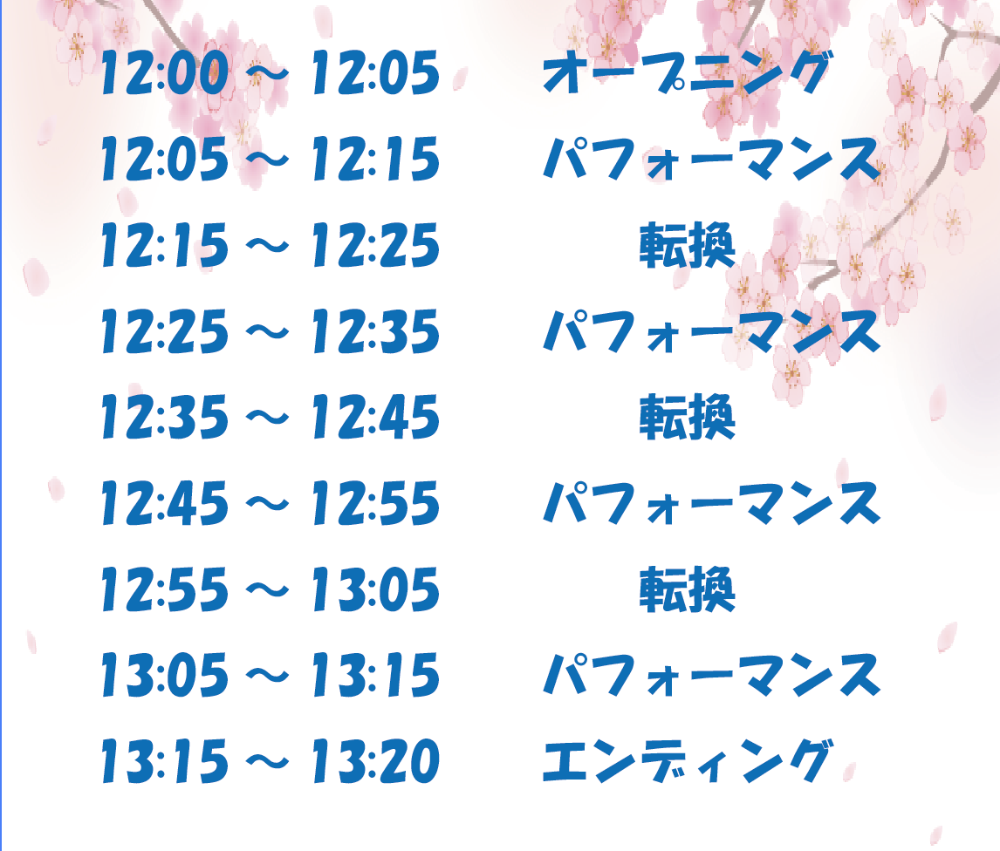 12:00 ～ 12:05 オープニング
12:05 ～ 12:15 パフォーマンス
12:15 ～ 12:25 転換
12:25 ～ 12:35 パフォーマンス
12:35 ～ 12:45 転換
12:45 ～ 12:55 パフォーマンス
12:55 ～ 13:05 転換
13:05 ～ 13:15 パフォーマンス
13:15 ～ 13:20 エンディング